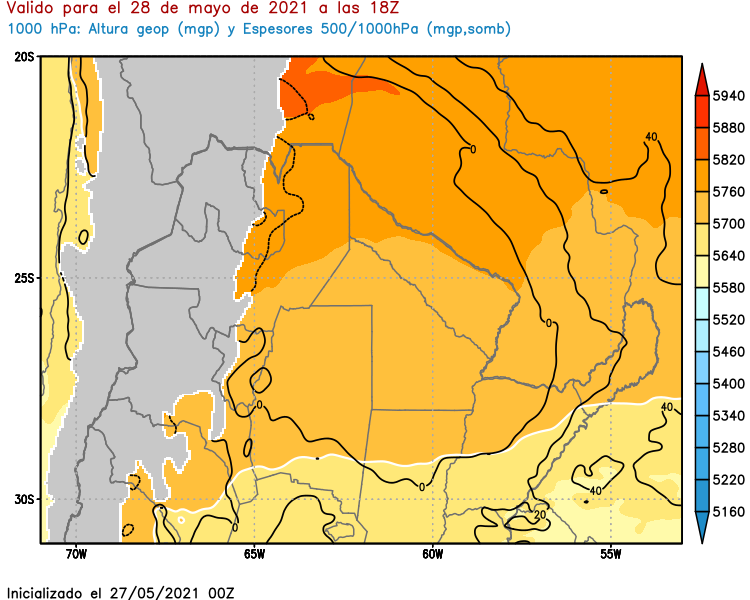 Valido para el 28 de mayo de 2021 a las 18Z
1000 hPa: Altura geop (mgp) y Espesores 500/1000hPa (mgp,somb)
20S
25S
30S
70W
65W
60W
55W
0
40
0
0
0
40
40
20
0
5940
5880
5820
5760
5700
5640
5580
5520
5460
5400
5340
5280
5220
5160
Inicializado el 27/05/2021 00Z